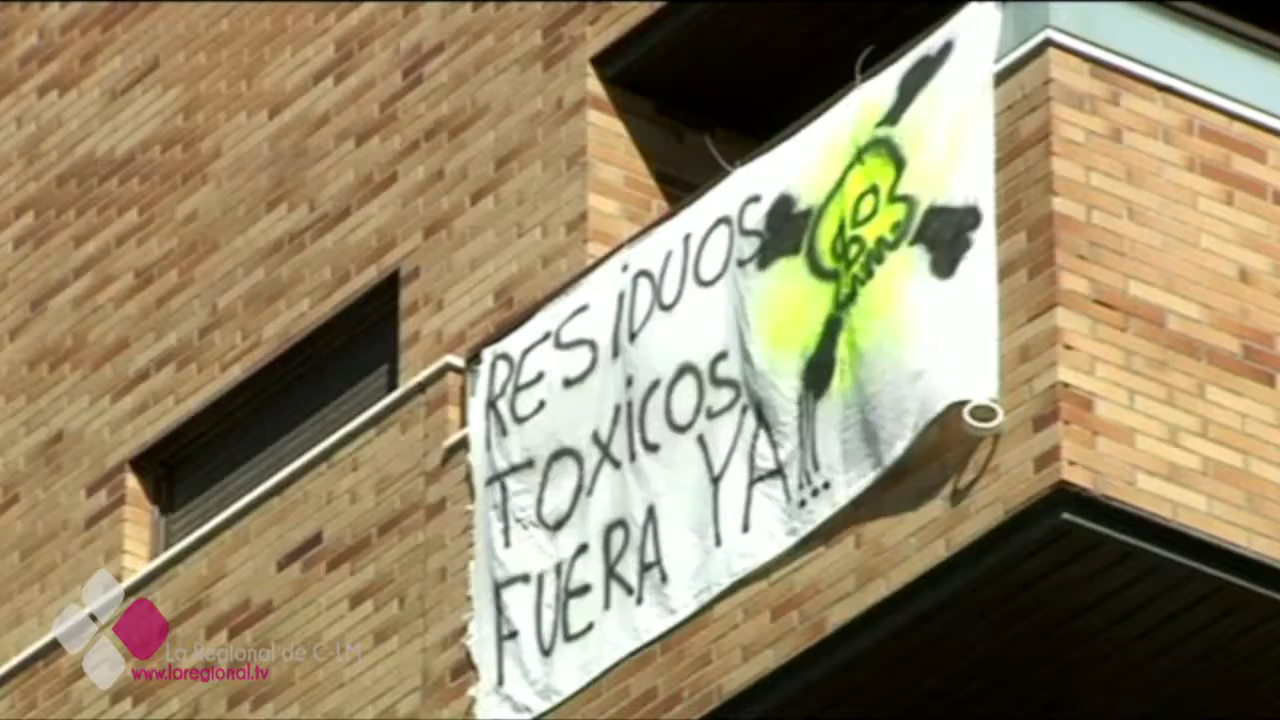 RESiDUOS
TOXiCOS
FUERA YA!!!
La Regional de C-LM
www.laregional.tv